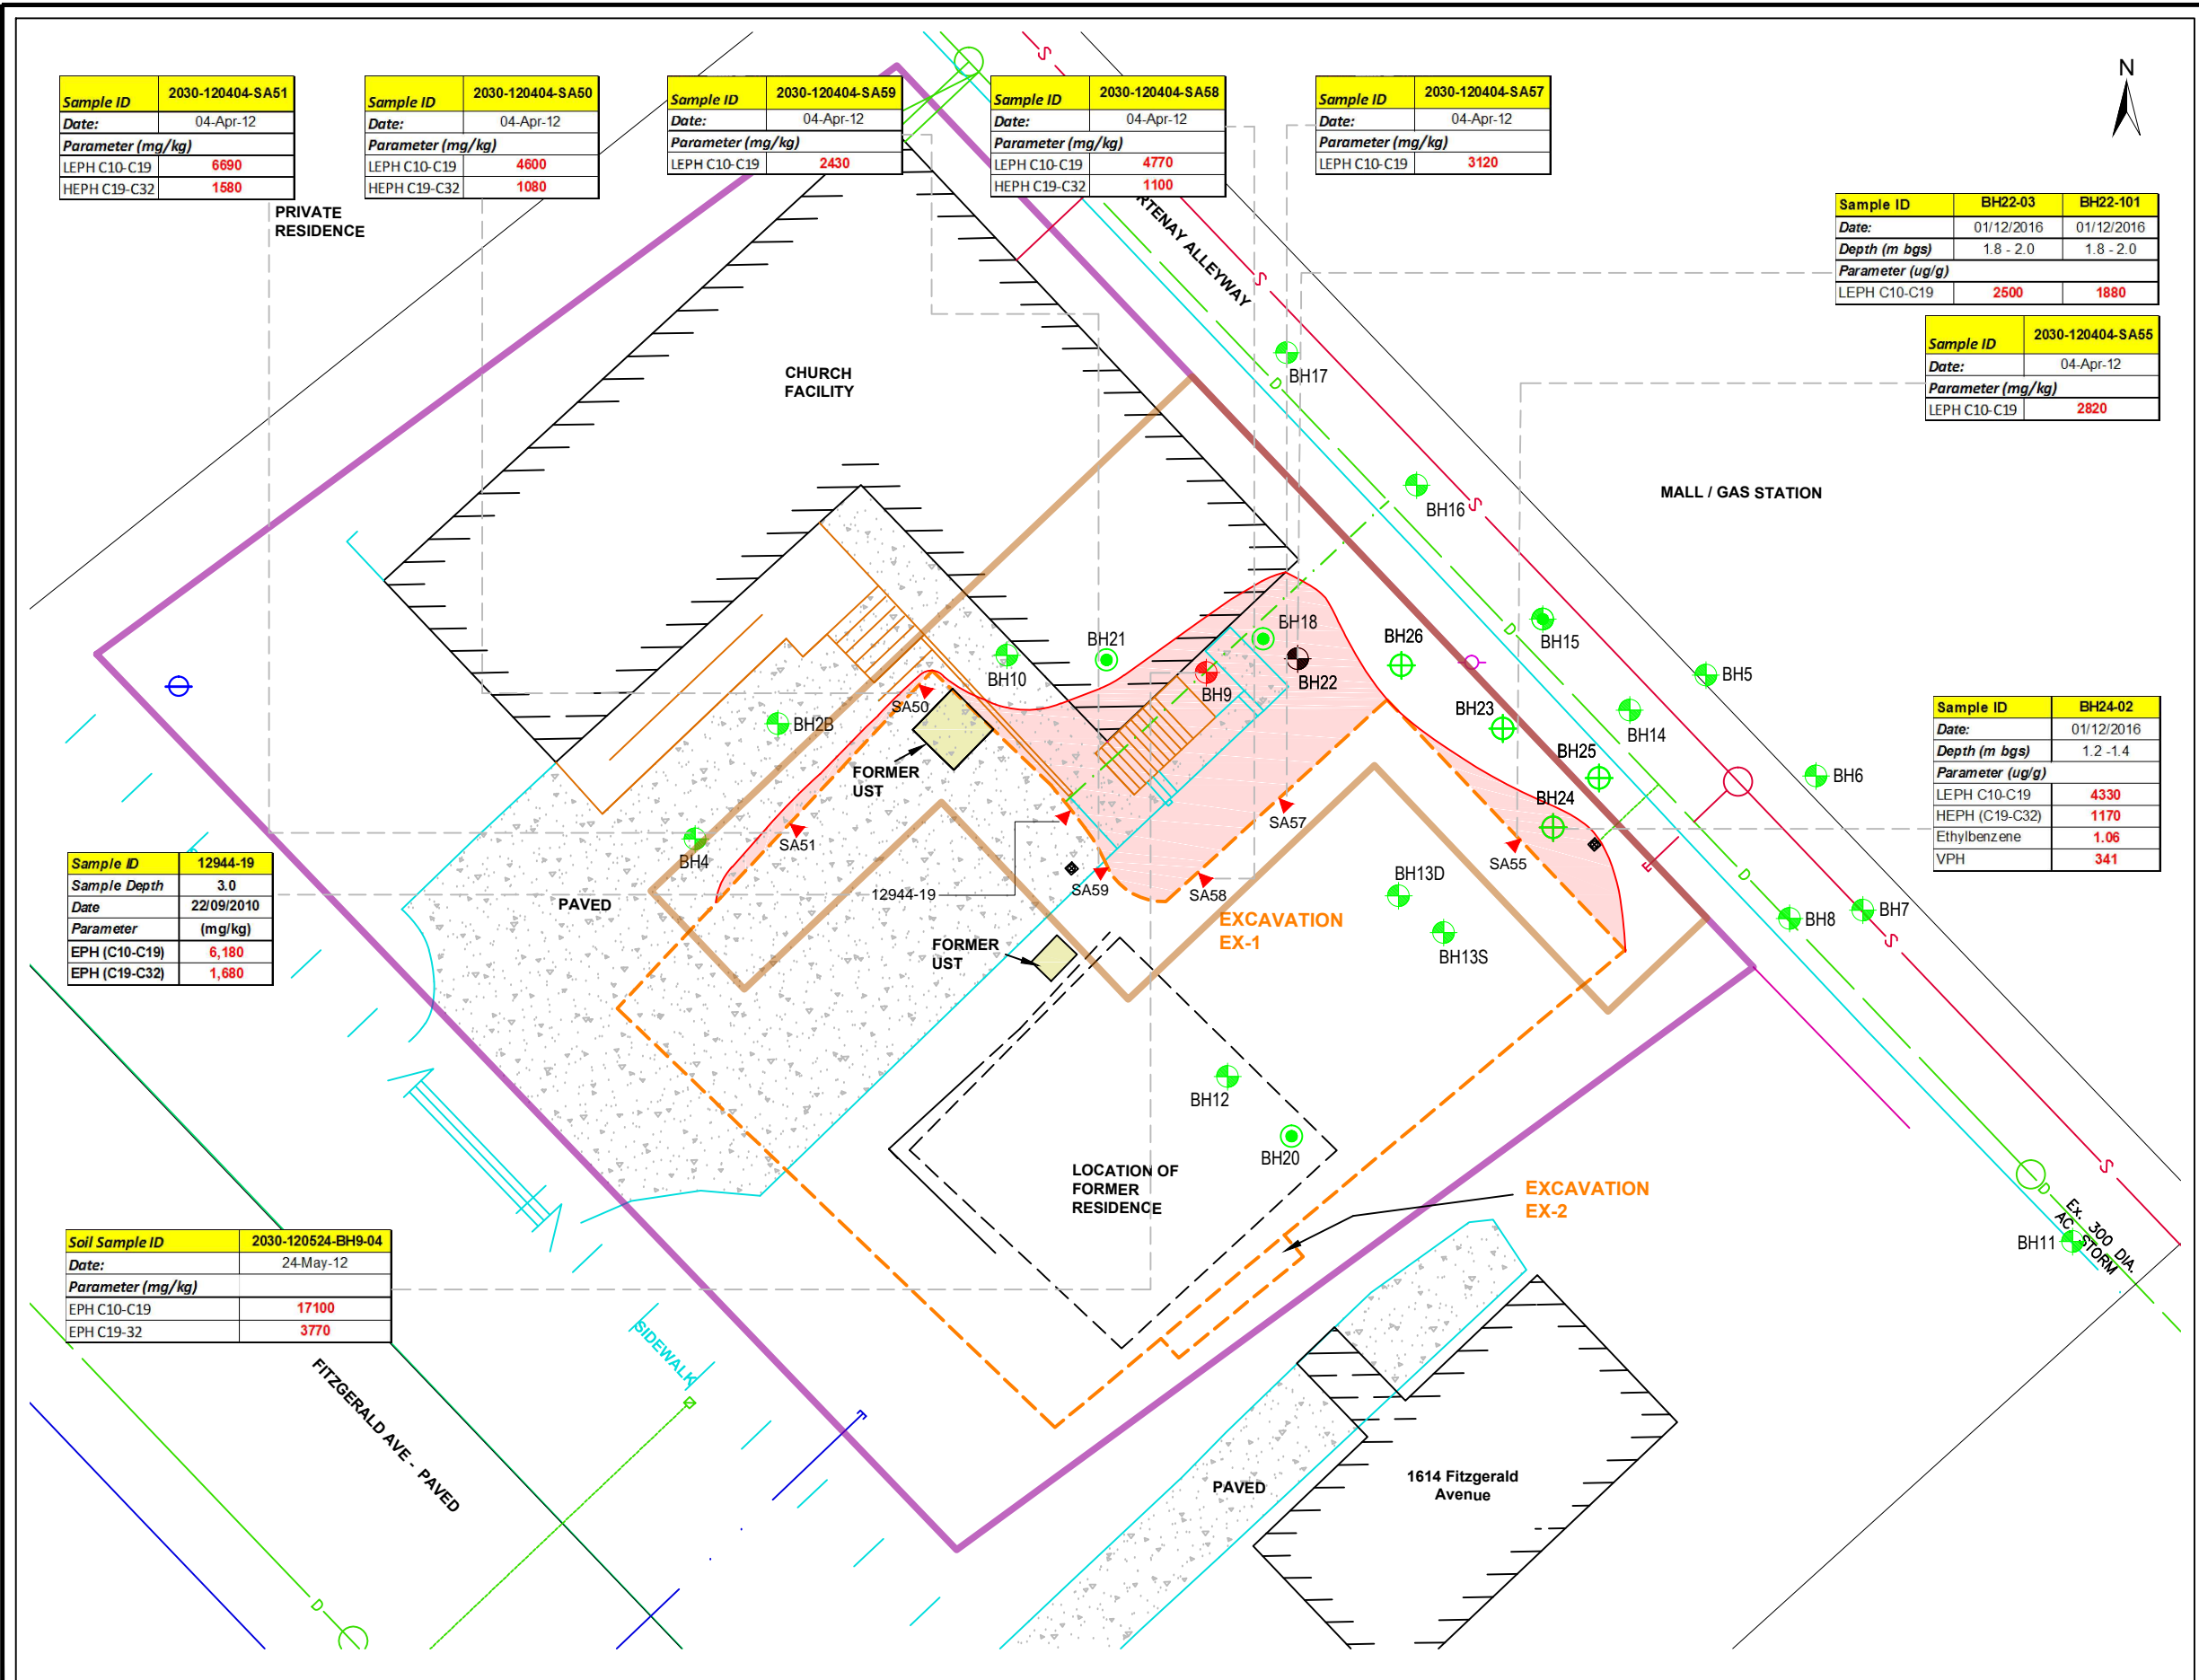 N
Sample ID 2030-120404-SA51
Date: 04-Apr-12
Parameter (mg/kg)
LEPH C10-C19 6690
HEPH C19-C32 1580
Sample ID 2030-120404-SA50
Date: 04-Apr-12
Parameter (mg/kg)
LEPH C10-C19 4600
HEPH C19-C32 1080
Sample ID 2030-120404-SA59
Date: 04-Apr-12
Parameter (mg/kg)
LEPH C10-C19 2430
Sample ID 2030-120404-SA58
Date: 04-Apr-12
Parameter (mg/kg)
LEPH C10-C19 4770
HEPH C19-C32 1100
Sample ID 2030-120404-SA57
Date: 04-Apr-12
Parameter (mg/kg)
LEPH C10-C19 3120
Sample ID BH22-03 BH22-101
Date: 01/12/2016 01/12/2016
Depth (m bgs) 1.8 - 2.0 1.8 - 2.0
Parameter (ug/g)
LEPH C10-C19 2500 1880
Sample ID 2030-120404-SA55
Date: 04-Apr-12
Parameter (mg/kg)
LEPH C10-C19 2820
PRIVATE
RESIDENCE
RTENAY ALLEYWAY
S
S
D
CHURCH
FACILITY
BH17
MALL / GAS STATION
BH16
S
D
BH15
BH18
BH21
BH26
BH10
BH22
BH9
BH5
BH23
BH14
SA50
BH2B
BH25
BH6
FORMER
UST
BH24
SA57
SA51
SA55
BH4
Sample ID BH24-02
Date: 01/12/2016
Depth (m bgs) 1.2 -1.4
Parameter (ug/g)
LEPH C10-C19 4330
HEPH (C19-C32) 1170
Ethylbenzene 1.06
VPH 341
Sample ID 12944-19
Sample Depth 3.0
Date 22/09/2010
Parameter (mg/kg)
EPH (C10-C19) 6,180
EPH (C19-C32) 1,680
PAVED
12944-19
SA59
SA58
BH13D
D
BH7
BH8
EXCAVATION
EX-1
BH13S
S
FORMER
UST
BH12
BH20
LOCATION OF
FORMER
RESIDENCE
EXCAVATION
EX-2
S
D
Ex. 300 DIA.
AC STORM
BH11
Soil Sample ID 2030-120524-BH9-04
Date: 24-May-12
Parameter (mg/kg)
EPH C10-C19 17100
EPH C19-32 3770
SIDEWALK
FITZGERALD AVE - PAVED
PAVED
1614 Fitzgerald
Avenue
D